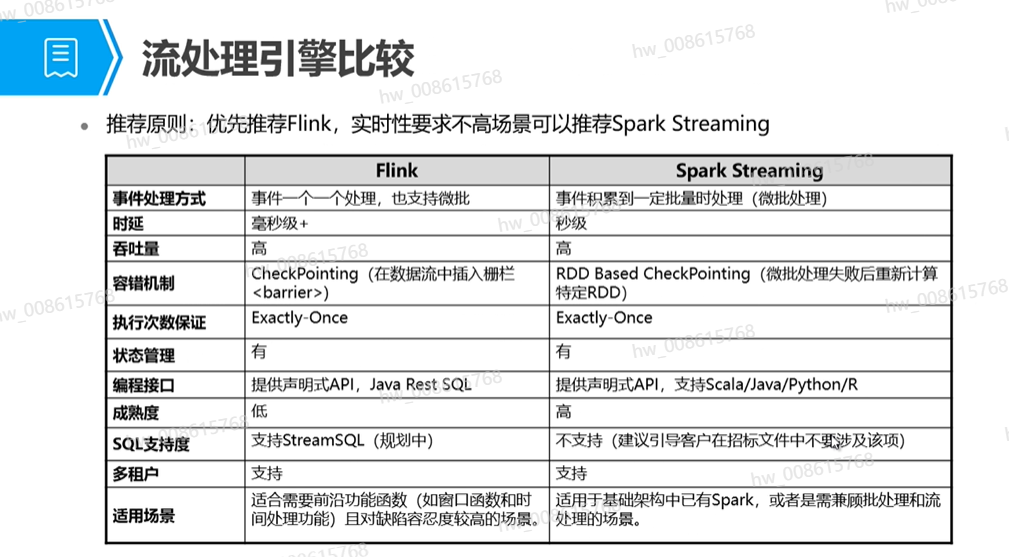 流处理引擎比较
推荐原则：优先推荐Flink，实时性要求不高场景可以推荐Spark Streaming
Flink
Spark Streaming
事件处理方式
事件一个一个处理，也支持微批
事件积累到一定批量时处理（微批处理）
时延
毫秒级+
秒级
吞吐量
高
高
容错机制
CheckPointing（在数据流中插入栅栏
<barrier>）
RDD Based CheckPointing（微批处理失败后重新计算
特定RDD）
执行次数保证
Exactly-Once
Exactly-Once
状态管理
有
有
编程接口
提供声明式API，Java Rest SQL
提供声明式API，支持Scala/Java/Python/R
成熟度
低
高
SQL支持度
支持StreamSQL（规划中）
不支持（建议引导客户在招标文件中不要涉及该项）
多租户
支持
支持
适用场景
适合需要前沿功能函数（如窗口函数和时
间处理功能）且对缺陷容忍度较高的场景。
适用于基础架构中已有Spark，或者是需兼顾批处理和流
处理的场景。
hw_008615768
hw_008615768
hw_008615768
hw_008615768
hw_008615768
hw_008615768
hw_008615768
hw_008615768